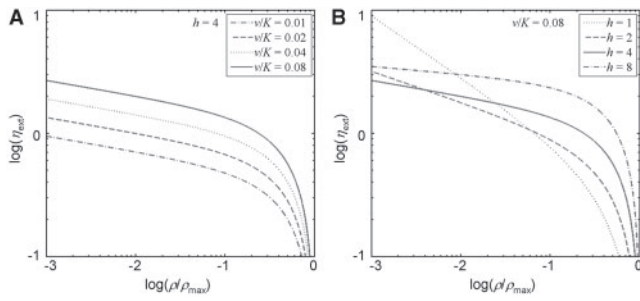 A
h = 4
v/K = 0.01
v/K = 0.02
v/K = 0.04
v/K = 0.08
1
0
-1
log(η_ext)
-3
-2
-1
0
log(ρ/ρ_max)
B
v/K = 0.08
h = 1
h = 2
h = 4
h = 8
1
0
-1
log(η_ext)
-3
-2
-1
0
log(ρ/ρ_max)